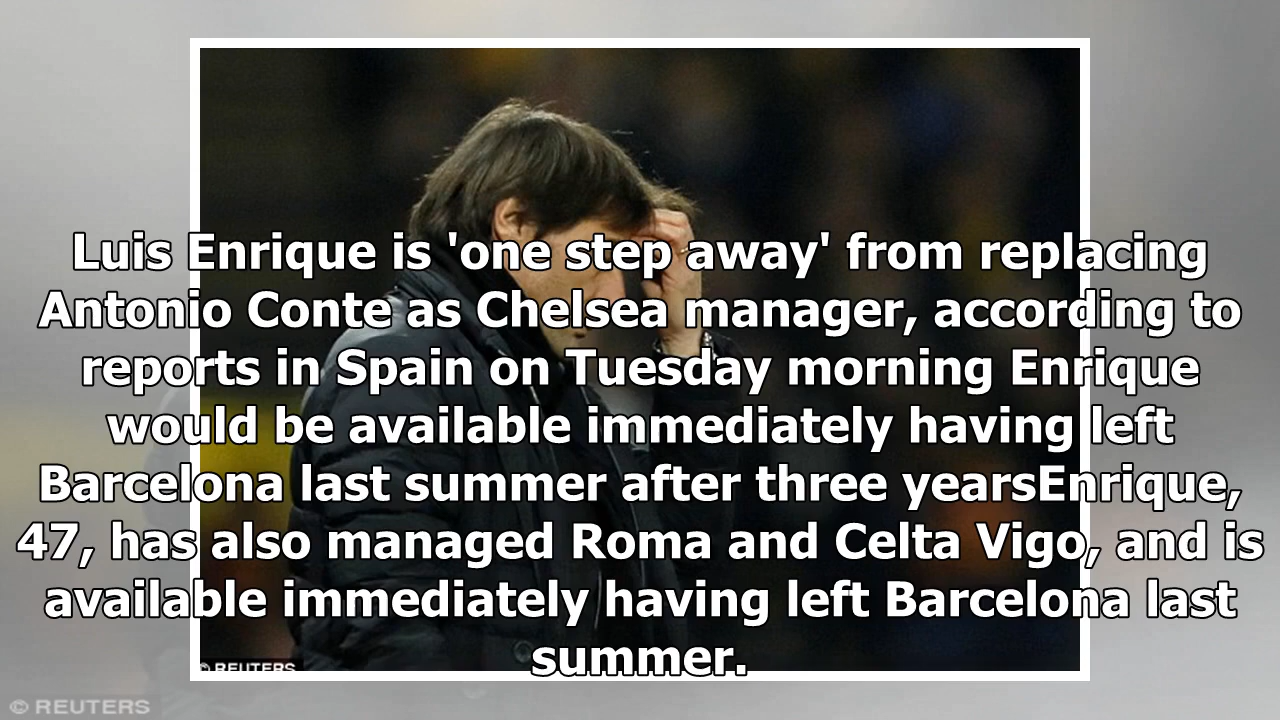 Luis Enrique is 'one step away' from replacing
Antonio Conte as Chelsea manager, according to
reports in Spain on Tuesday morning Enrique
would be available immediately having left
Barcelona last summer after three yearsEnrique,
47, has also managed Roma and Celta Vigo, and is
available immediately having left Barcelona last
summer.
© REUTERS
© REUTERS